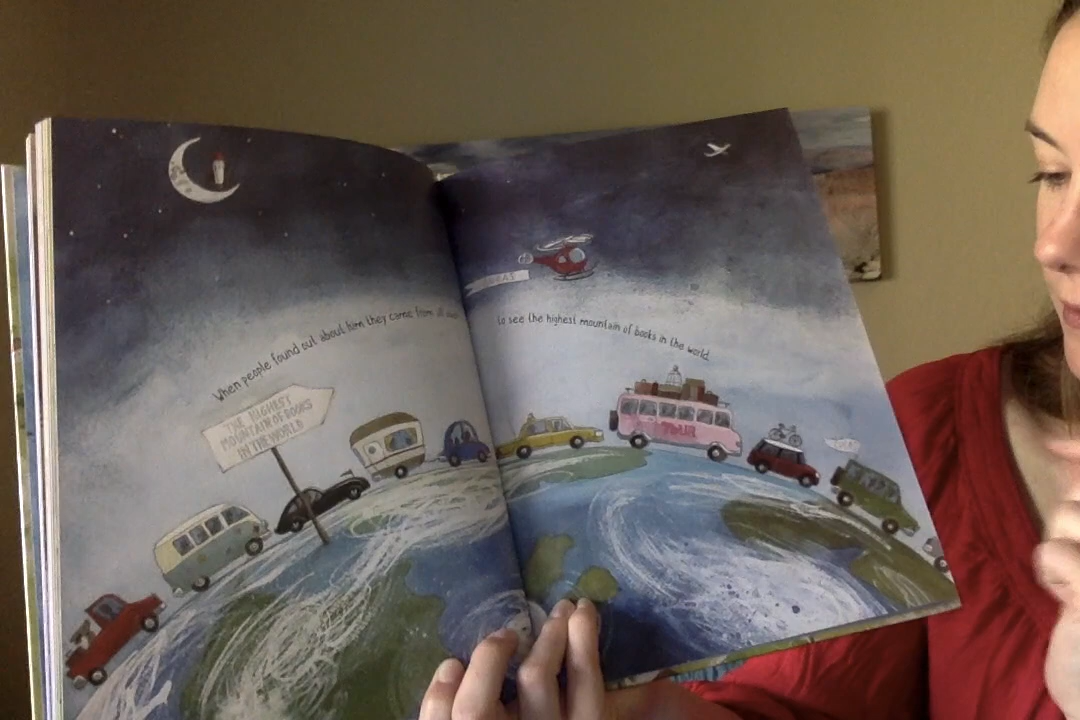 When people found out about him they came from all
to see the highest mountain of books in the world.
THE HIGHEST
MOUNTAIN OF BOOKS
IN THE WORLD
TOUR